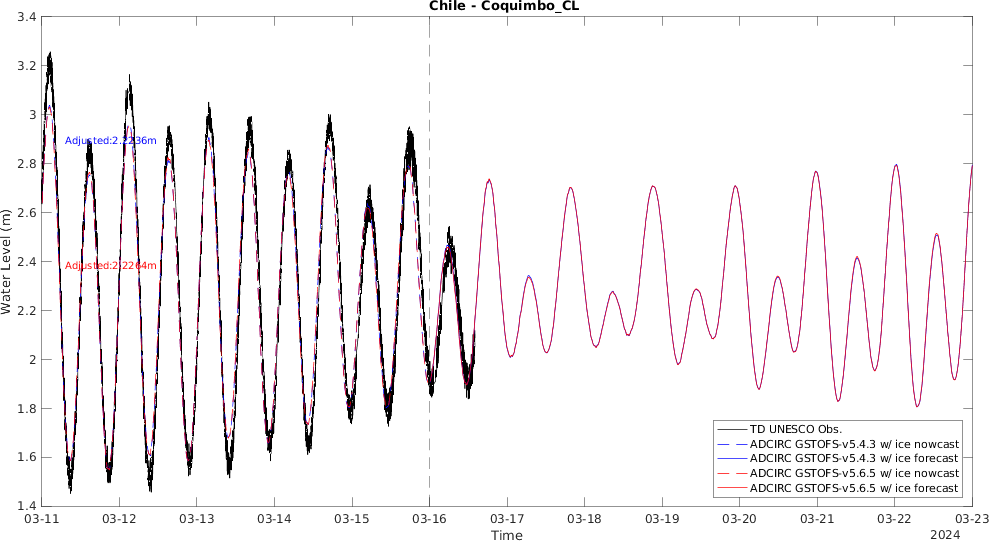 Chile - Coquimbo_CL
3.4
3.2
3
2.8
2.6
2.4
2.2
2
1.8
1.6
1.4
Water Level (m)
Adjusted:2.2236m
Adjusted:2.2264m
TD UNESCO Obs.
ADCIRC GSTOFS-v5.4.3 w/ ice nowcast
ADCIRC GSTOFS-v5.4.3 w/ ice forecast
ADCIRC GSTOFS-v5.6.5 w/ ice nowcast
ADCIRC GSTOFS-v5.6.5 w/ ice forecast
03-11 03-12 03-13 03-14 03-15 03-16 03-17 03-18 03-19 03-20 03-21 03-22 03-23
Time
2024